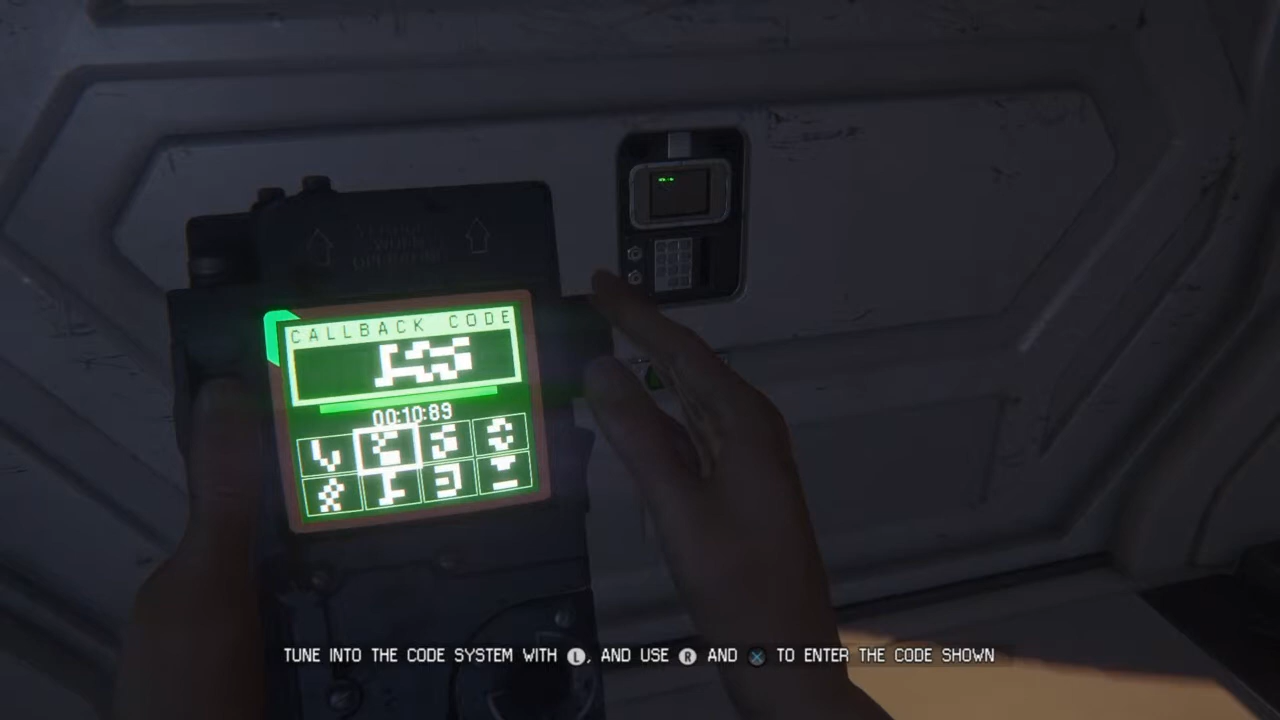 CALLBACK CODE
00:10:89
TUNE INTO THE CODE SYSTEM WITH L, AND USE R AND X TO ENTER THE CODE SHOWN